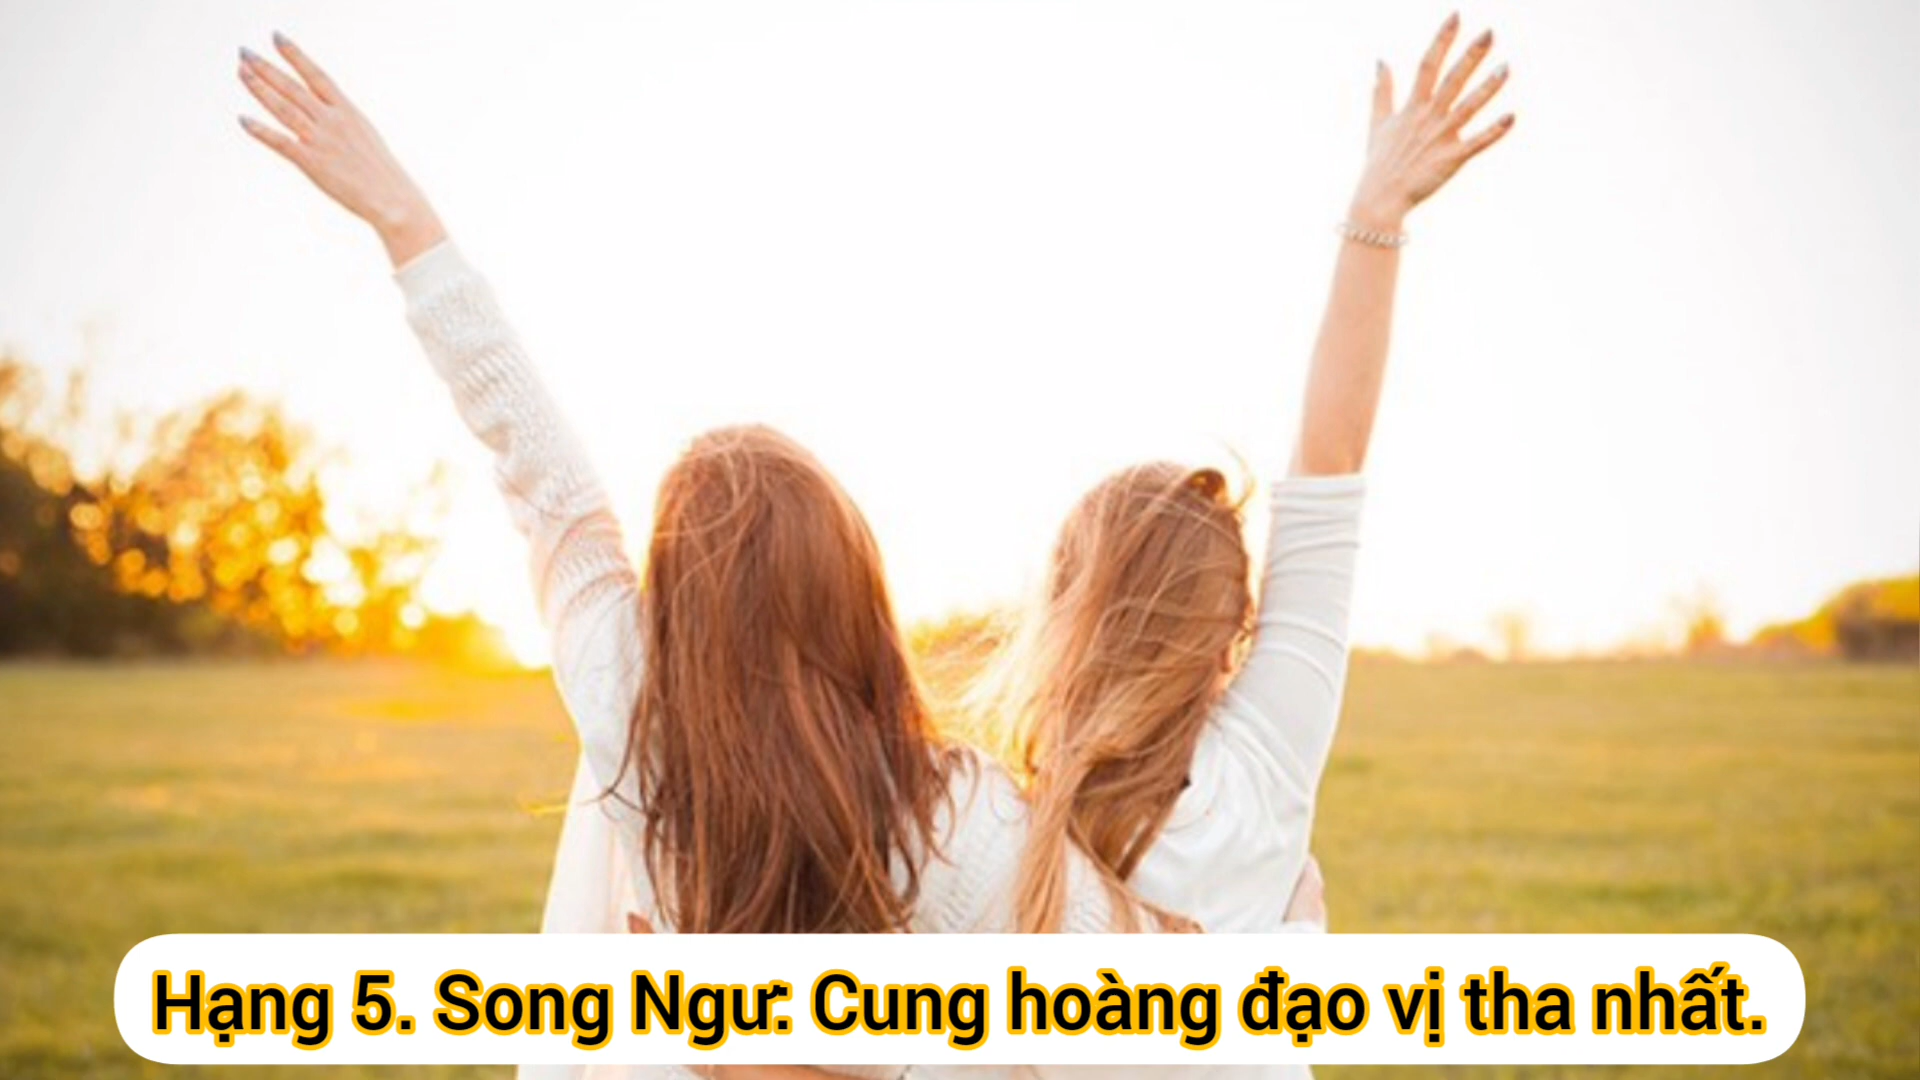 Hạng 5. Song Ngư: Cung hoàng đạo vị tha nhất.